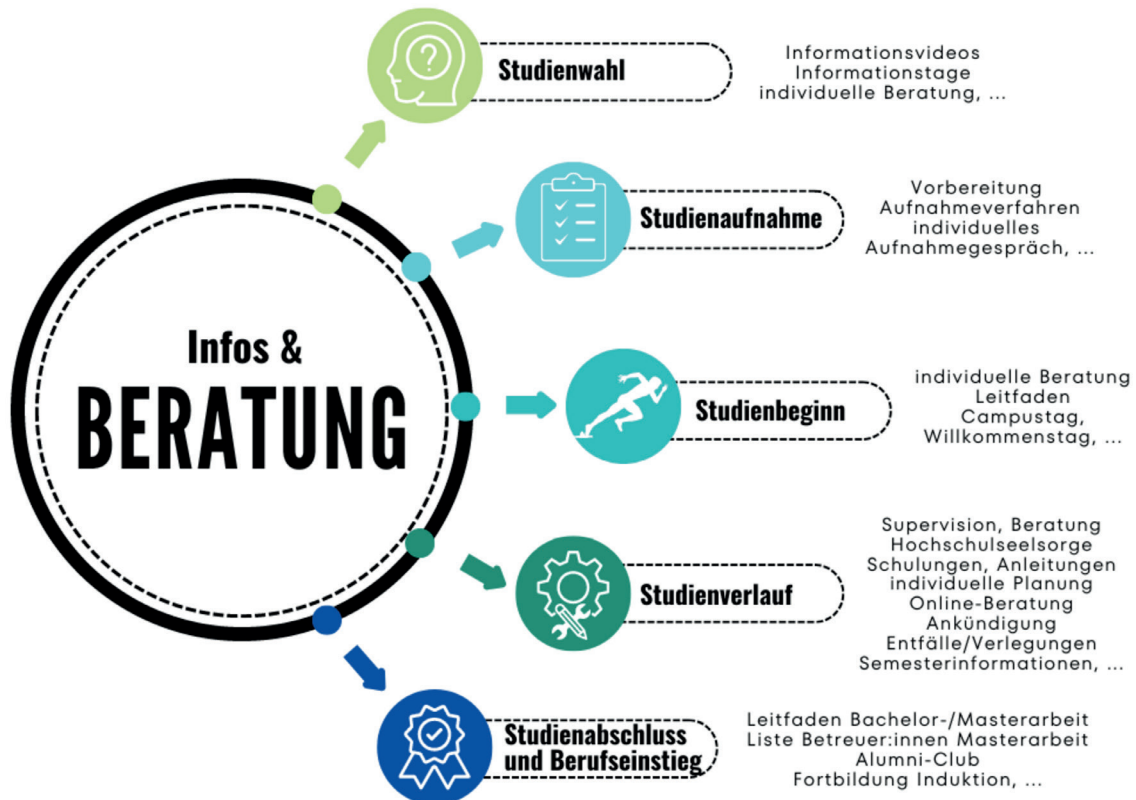 Studienwahl
Informationsvideos
Informationstage
individuelle Beratung, ...
Studienaufnahme
Vorbereitung
Aufnahmeverfahren
individuelles
Aufnahmegespräch, ...
Infos &
BERATUNG
Studienbeginn
individuelle Beratung
Leitfaden
Campustag,
Willkommenstag, ...
Studienverlauf
Supervision, Beratung
Hochschulseelsorge
Schulungen, Anleitungen
individuelle Planung
Online-Beratung
Ankündigung
Entfälle/Verlegungen
Semesterinformationen, ...
Studienabschluss
und Berufseinstieg
Leitfaden Bachelor-/Masterarbeit
Liste Betreuer:innen Masterarbeit
Alumni-Club
Fortbildung Induktion, ...